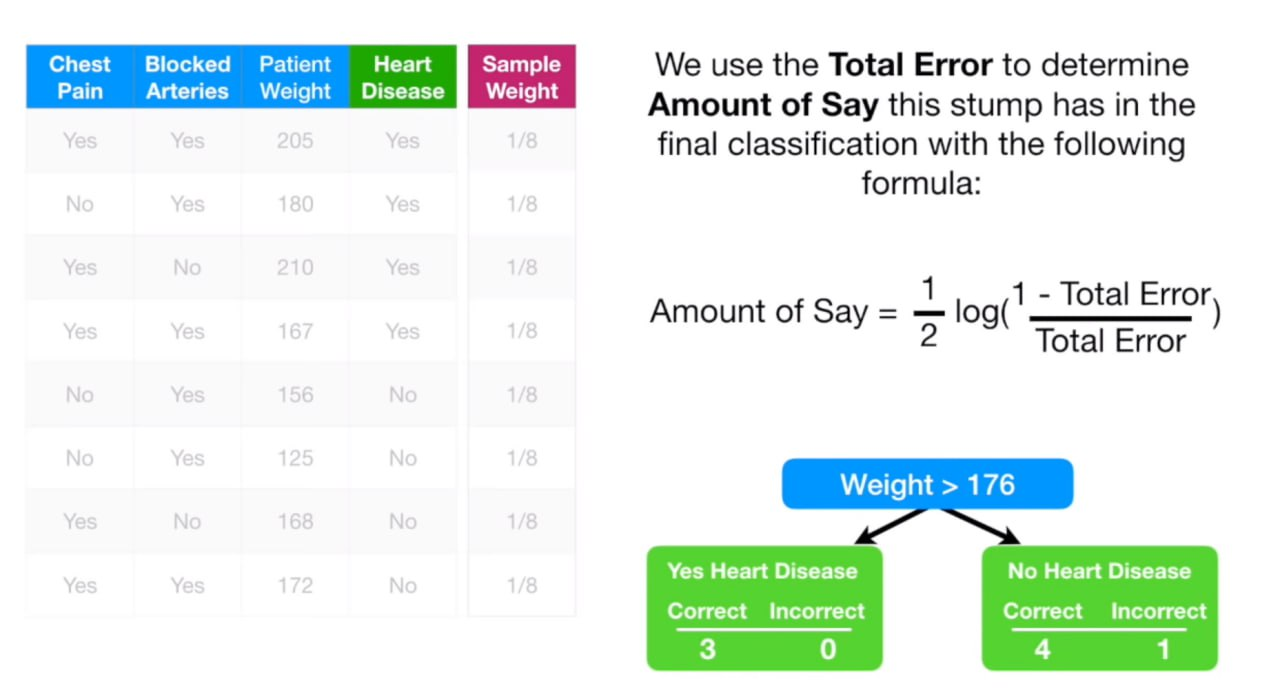 Chest Pain Blocked Arteries Patient Weight Heart Disease Sample Weight
Yes Yes 205 Yes 1/8
No Yes 180 Yes 1/8
Yes No 210 Yes 1/8
Yes Yes 167 Yes 1/8
No Yes 156 No 1/8
No Yes 125 No 1/8
Yes No 168 No 1/8
Yes Yes 172 No 1/8
We use the Total Error to determine
Amount of Say this stump has in the
final classification with the following
formula:
Amount of Say = 1/2 log(1 - Total Error / Total Error)
Weight > 176
Yes Heart Disease
Correct Incorrect
3 0
No Heart Disease
Correct Incorrect
4 1